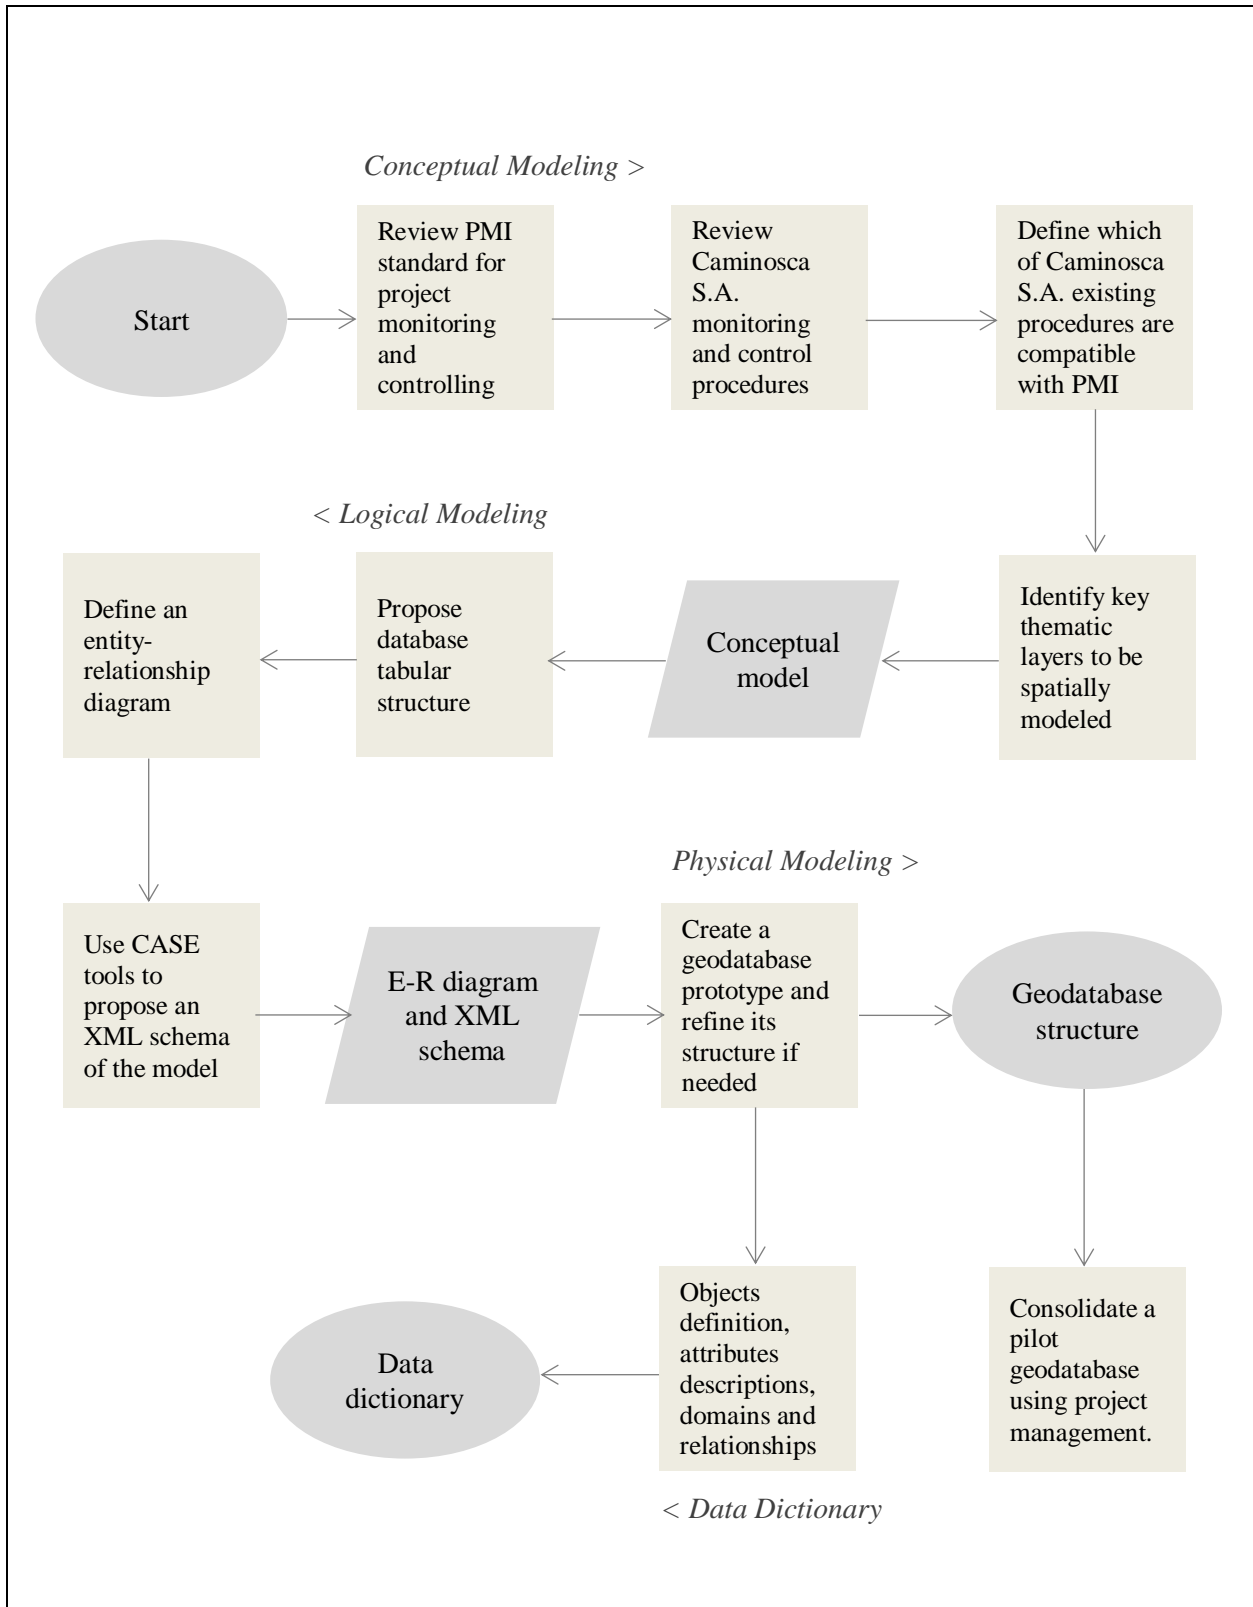 Conceptual Modeling >
Start
Review PMI
standard for
project
monitoring
and
controlling
Review
Caminosca
S.A.
monitoring
and control
procedures
Define which
of Caminosca
S.A. existing
procedures are
compatible
with PMI
< Logical Modeling
Define an
entity-
relationship
diagram
Propose
database
tabular
structure
Conceptual
model
Identify key
thematic
layers to be
spatially
modeled
Physical Modeling >
Use CASE
tools to
propose an
XML schema
of the model
E-R diagram
and XML
schema
Create a
geodatabase
prototype and
refine its
structure if
needed
Geodatabase
structure
Data
dictionary
Objects
definition,
attributes
descriptions,
domains and
relationships
Consolidate a
pilot
geodatabase
using project
management.
< Data Dictionary